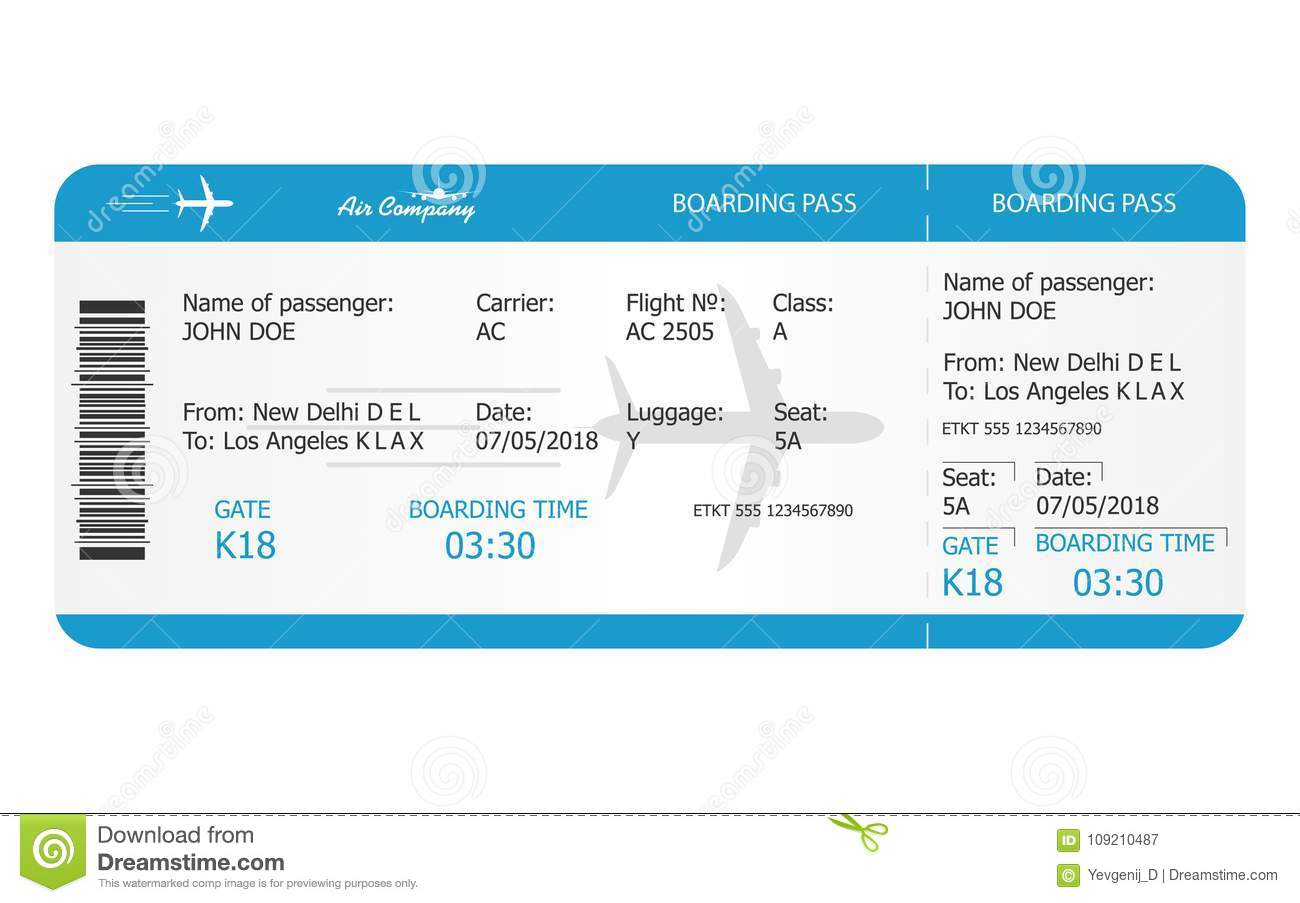 Air Company
BOARDING PASS
BOARDING PASS
Name of passenger:
JOHN DOE
Carrier:
AC
Flight Nº:
AC 2505
Class:
A
From: New Delhi D E L
To: Los Angeles K L A X
Date:
07/05/2018
Luggage:
Y
Seat:
5A
GATE
K18
BOARDING TIME
03:30
ETKT 555 1234567890
Name of passenger:
JOHN DOE
From: New Delhi D E L
To: Los Angeles K L A X
ETKT 555 1234567890
Seat:
5A
Date:
07/05/2018
GATE
K18
BOARDING TIME
03:30
dreamstime
dreamstime
dreamstime
dreamstime
dreamstime
Download from
Dreamstime.com
This watermarked comp image is for previewing purposes only.
ID 109210487
© Yevgenij_D | Dreamstime.com